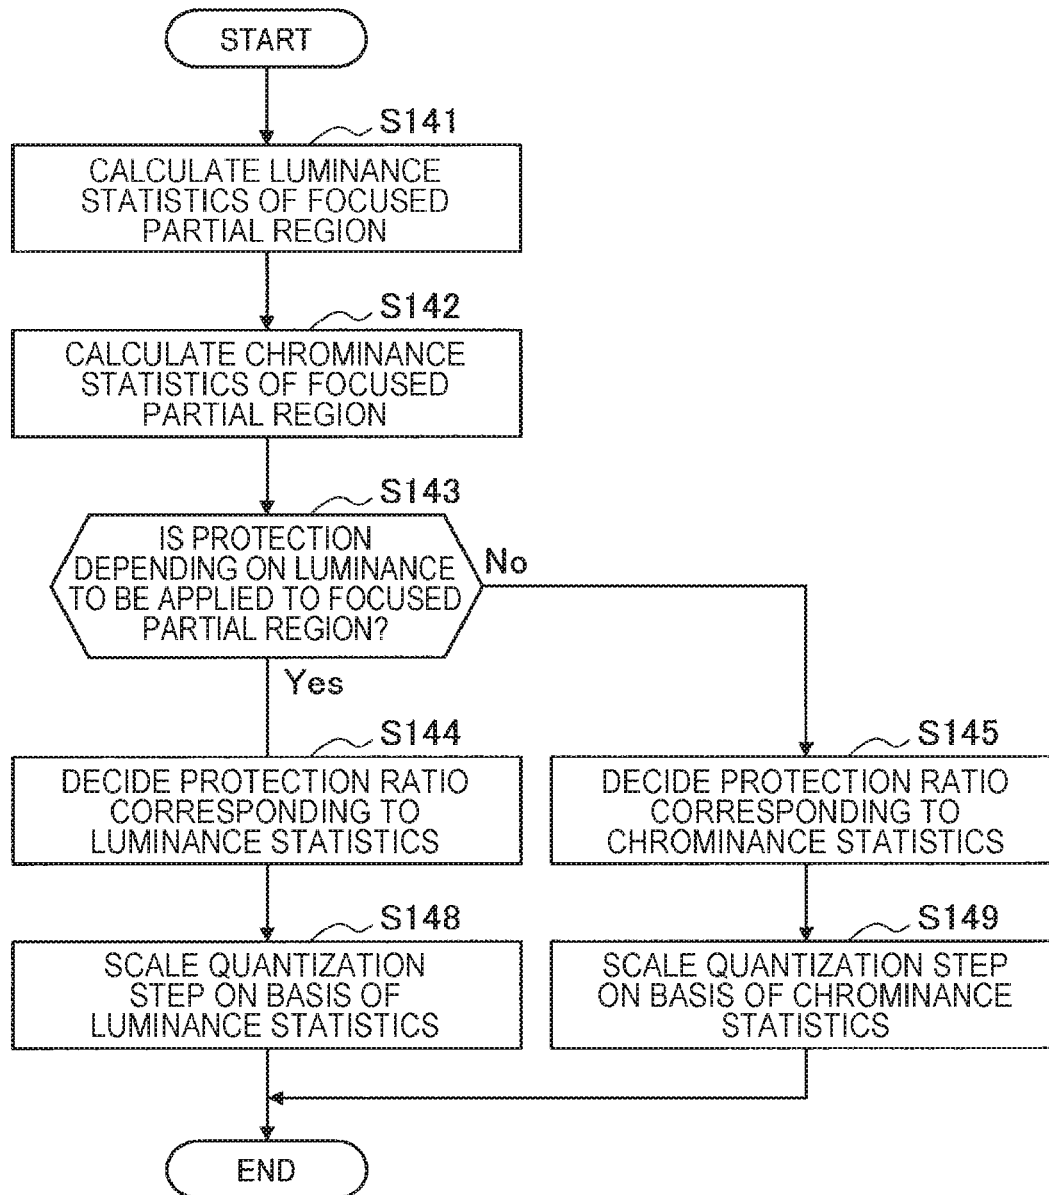 START
S141
CALCULATE LUMINANCE
STATISTICS OF FOCUSED
PARTIAL REGION
S142
CALCULATE CHROMINANCE
STATISTICS OF FOCUSED
PARTIAL REGION
S143
IS PROTECTION
DEPENDING ON LUMINANCE
TO BE APPLIED TO FOCUSED
PARTIAL REGION?
No
Yes
S144
DECIDE PROTECTION RATIO
CORRESPONDING TO
LUMINANCE STATISTICS
S145
DECIDE PROTECTION RATIO
CORRESPONDING TO
CHROMINANCE STATISTICS
S148
SCALE QUANTIZATION
STEP ON BASIS OF
LUMINANCE STATISTICS
S149
SCALE QUANTIZATION STEP
ON BASIS OF CHROMINANCE
STATISTICS
END